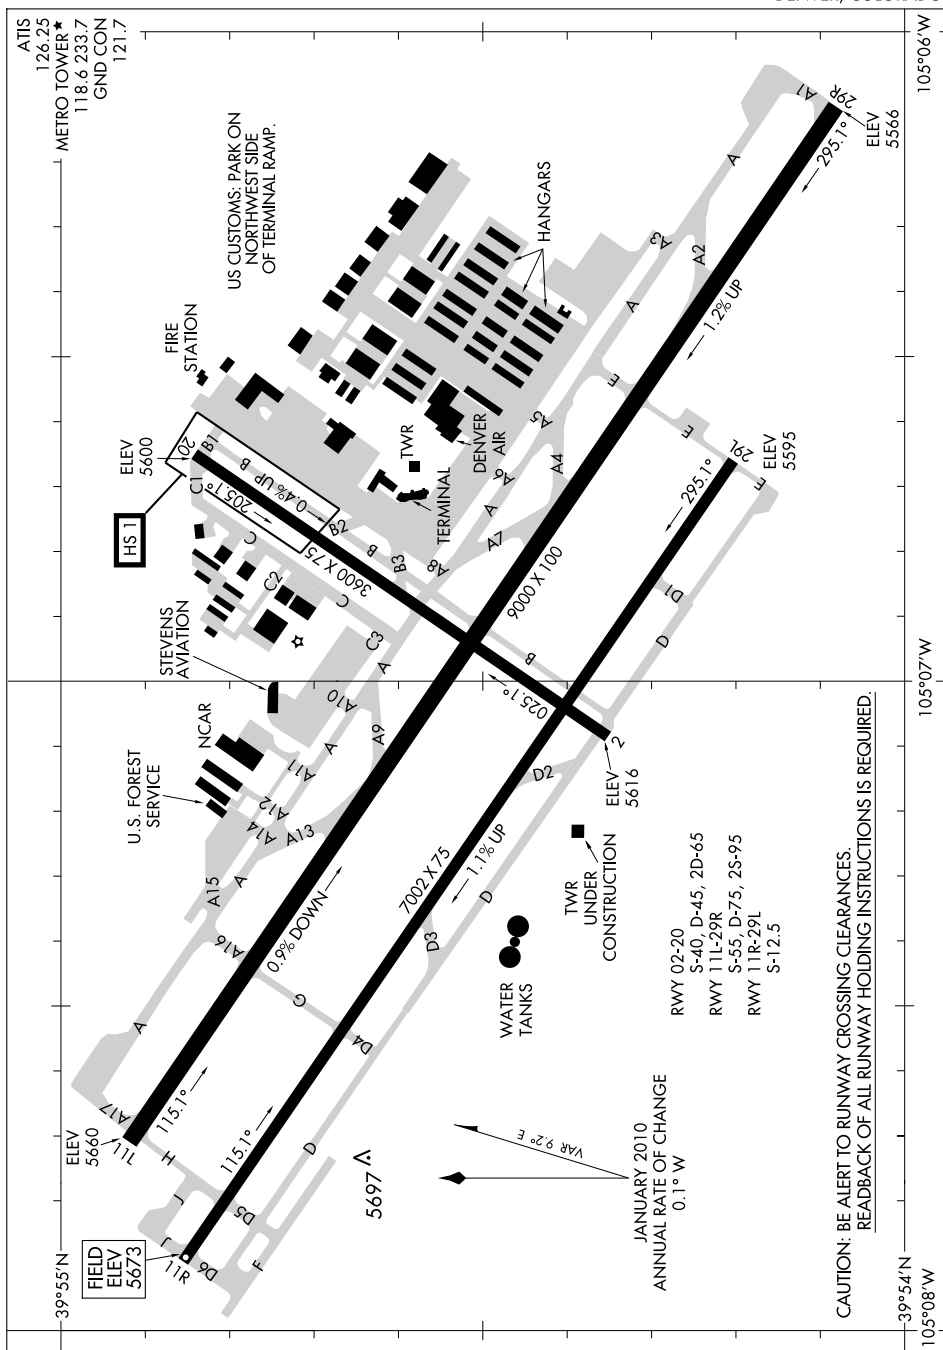 ATIS
126.25
METRO TOWER★
118.6 233.7
GND CON
121.7
105°06'W
US CUSTOMS: PARK ON
NORTHWEST SIDE
OF TERMINAL RAMP.
FIRE
STATION
HANGARS
ELEV
5600
HS 1
20
B1
B
C1
0.4% UP
205.1°
B2
C
C2
C
3600 X 75
B
B3
TWR
TERMINAL
DENVER
AIR
A1
29R
ELEV
5566
295.1°
A
A3
A2
A
1.2% UP
E
E
E
A5
A4
A6
A
A7
A8
29L
ELEV
5595
295.1°
9000 X 100
D1
D
STEVENS
AVIATION
C3
A
A10
A9
B
025.1°
2
ELEV
5616
105°07'W
NCAR
U.S. FOREST
SERVICE
A11
A
A12
A14
A13
A15
A
A16
0.9% DOWN
7002 X 75
1.1% UP
D2
D
D3
TWR
UNDER
CONSTRUCTION
WATER
TANKS
G
D4
A
A17
11L
ELEV
5660
115.1°
H
J
J
115.1°
D
D5
D6
F
11R
FIELD
ELEV
5673
5697
VAR 9.2° E
JANUARY 2010
ANNUAL RATE OF CHANGE
0.1° W
RWY 02-20
S-40, D-45, 2D-65
RWY 11L-29R
S-55, D-75, 2S-95
RWY 11R-29L
S-12.5
CAUTION: BE ALERT TO RUNWAY CROSSING CLEARANCES.
READBACK OF ALL RUNWAY HOLDING INSTRUCTIONS IS REQUIRED.
39°55'N
39°54'N
105°08'W